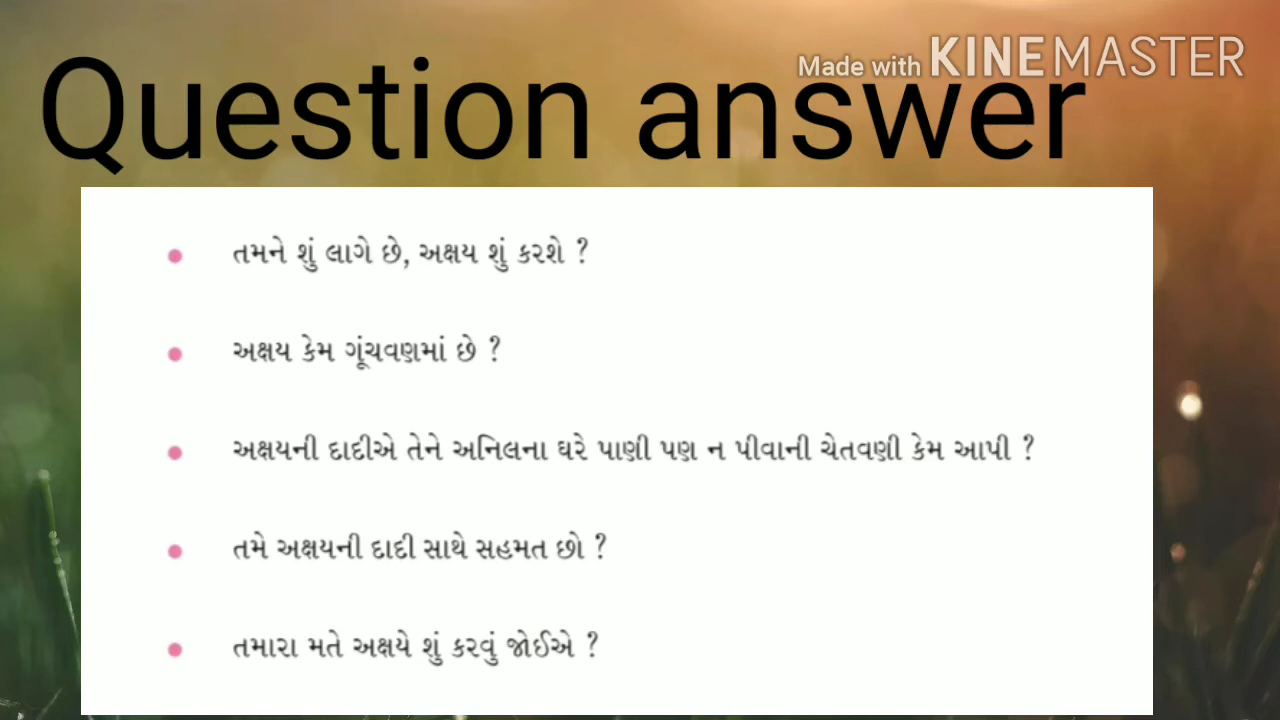 Made with KINEMASTER
Question answer
તમને શું લાગે છે, અક્ષય શું કરશે ?
અક્ષય કેમ ગૂંચવણમાં છે ?
અક્ષયની દાદીએ તેને અનિલના ઘરે પાણી પણ ન પીવાની ચેતવણી કેમ આપી ?
તમે અક્ષયની દાદી સાથે સહમત છો ?
તમારા મતે અક્ષયે શું કરવું જોઈએ ?